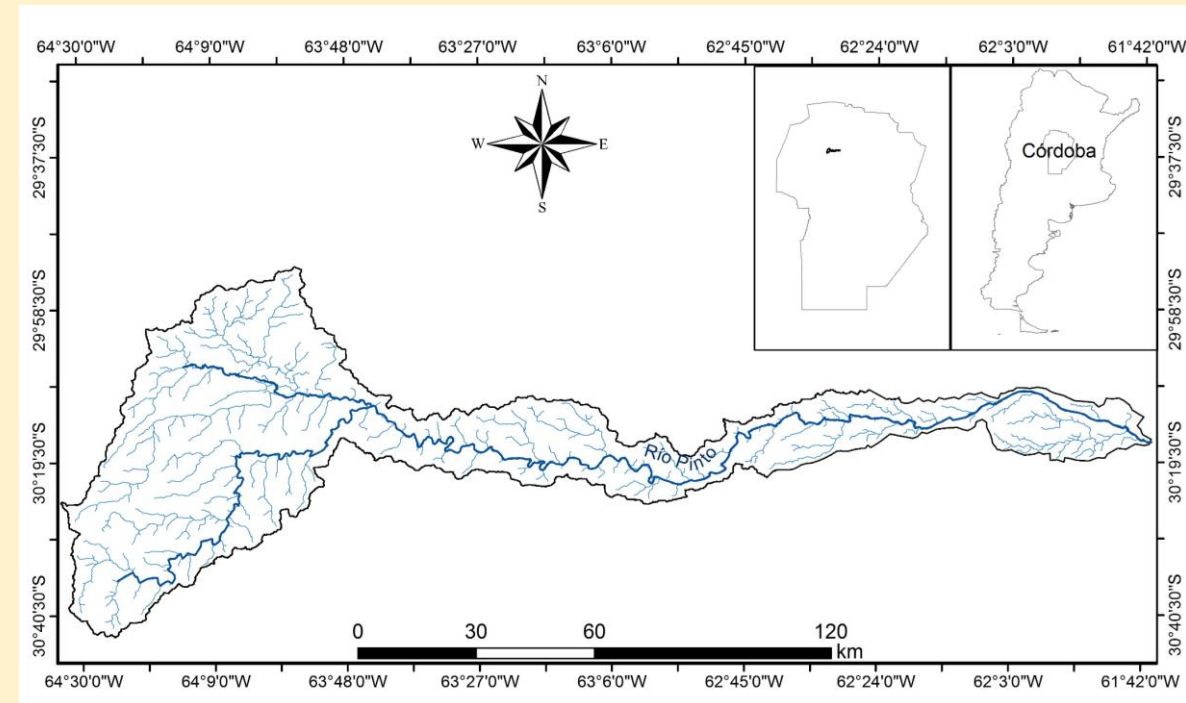 64°30'0"W 64°9'0"W 63°48'0"W 63°27'0"W 63°6'0"W 62°45'0"W 62°24'0"W 62°30'0"W 61°42'0"W
N
W E
S
Córdoba
29°37'30"S 29°37'30"S
29°58'30"S 29°58'30"S
Río Pinto
30°19'30"S 30°19'30"S
30°40'30"S 30°40'30"S
0 30 60 120
km
64°30'0"W 64°9'0"W 63°48'0"W 63°27'0"W 63°6'0"W 62°45'0"W 62°24'0"W 62°30'0"W 61°42'0"W